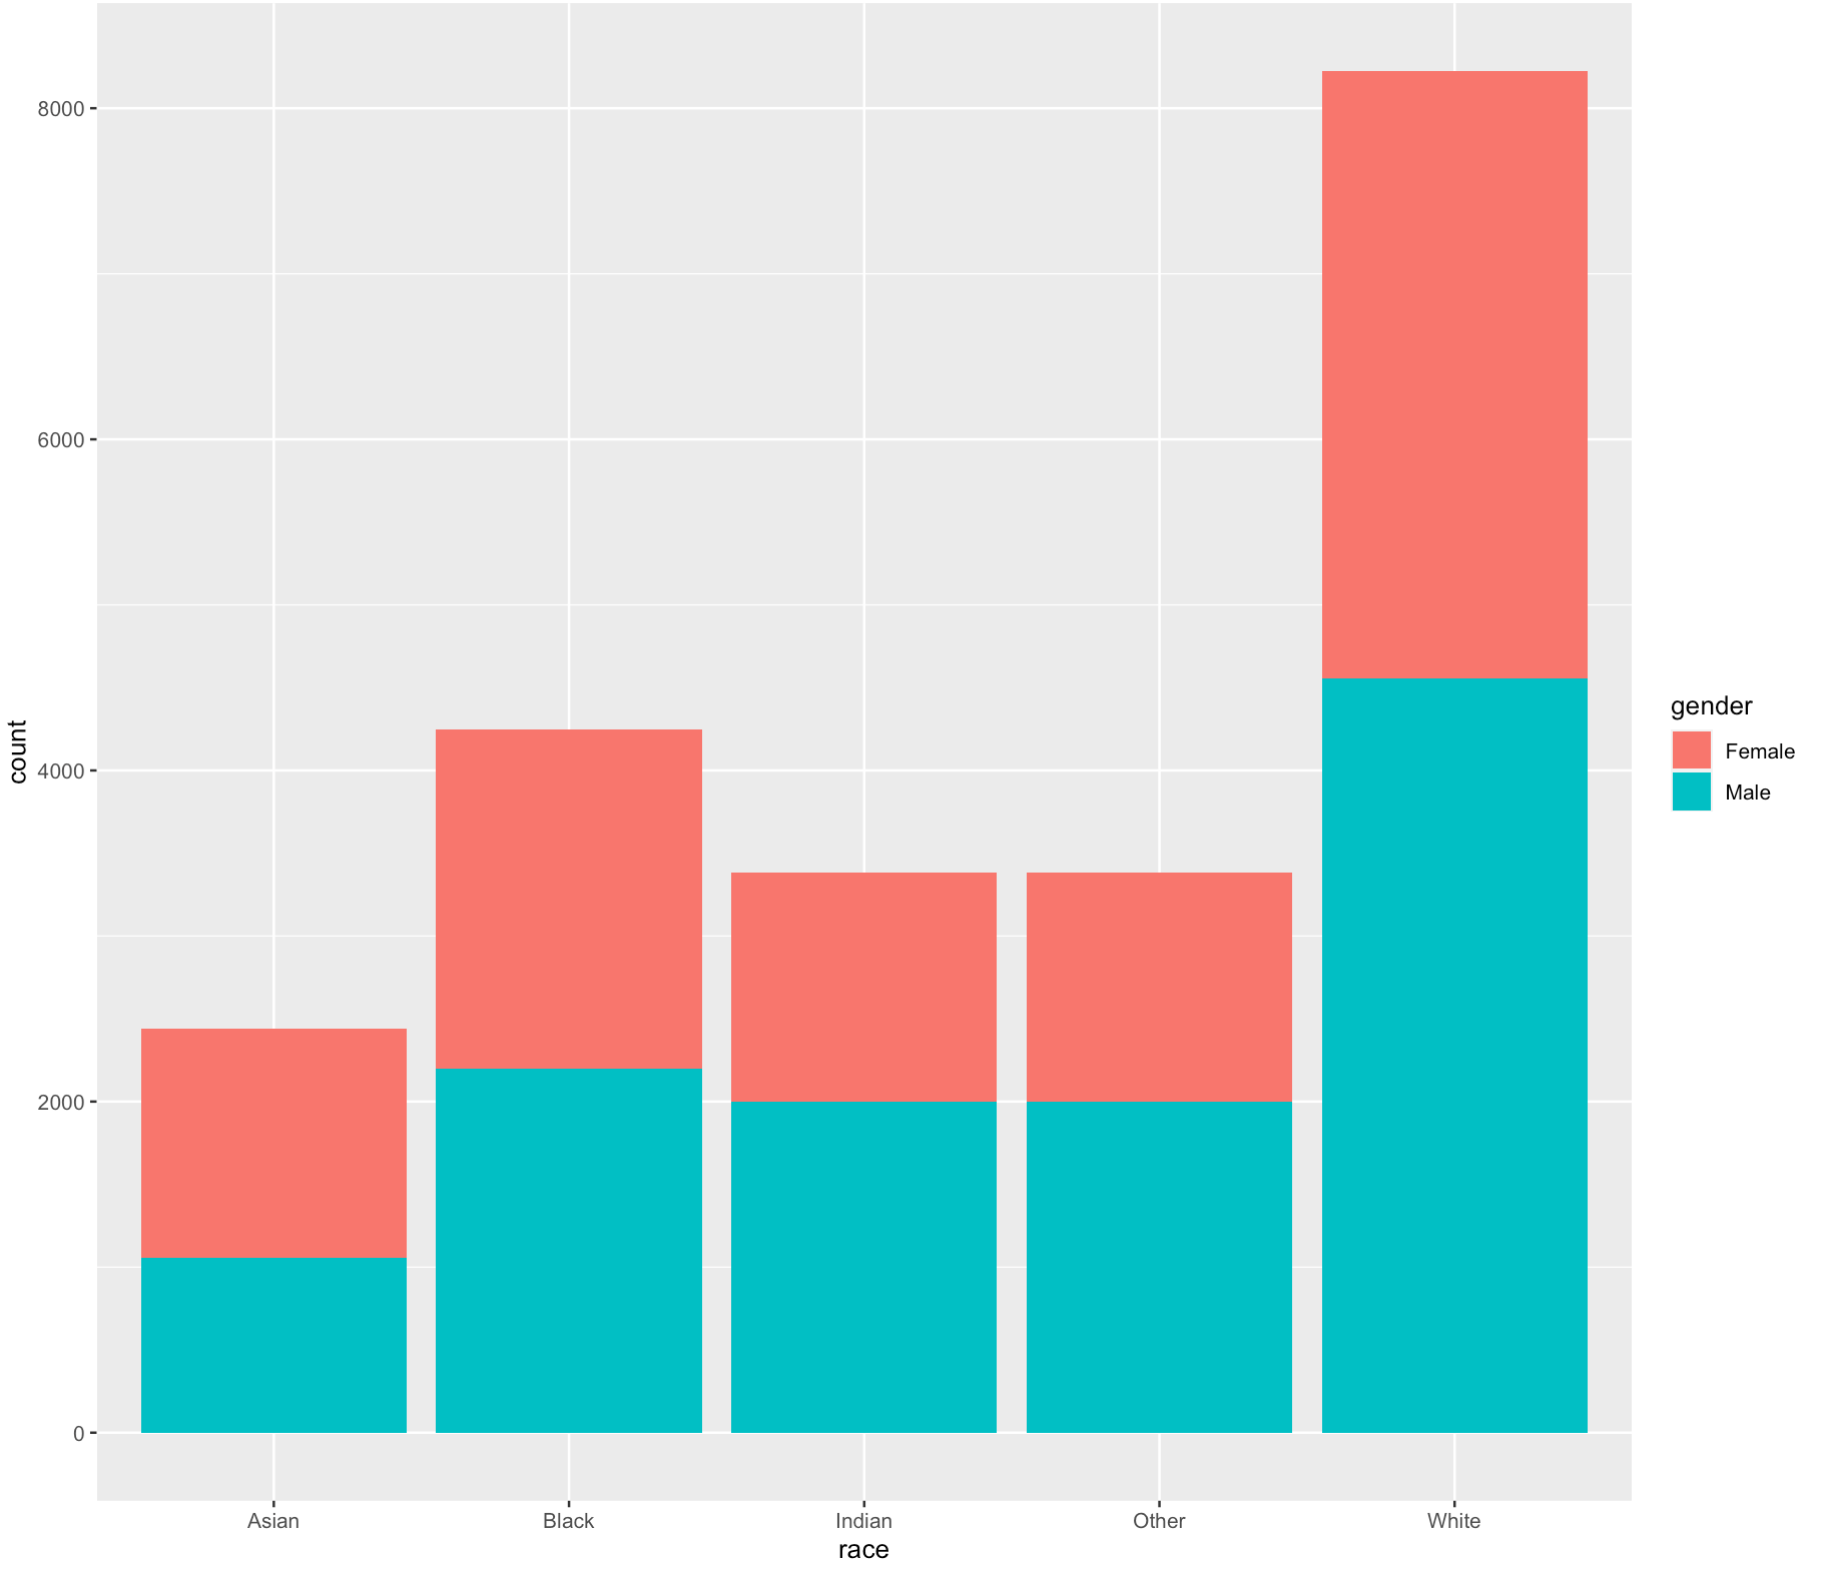 8000
6000
4000
2000
0
count
Asian
Black
Indian
Other
White
race
gender
Female
Male